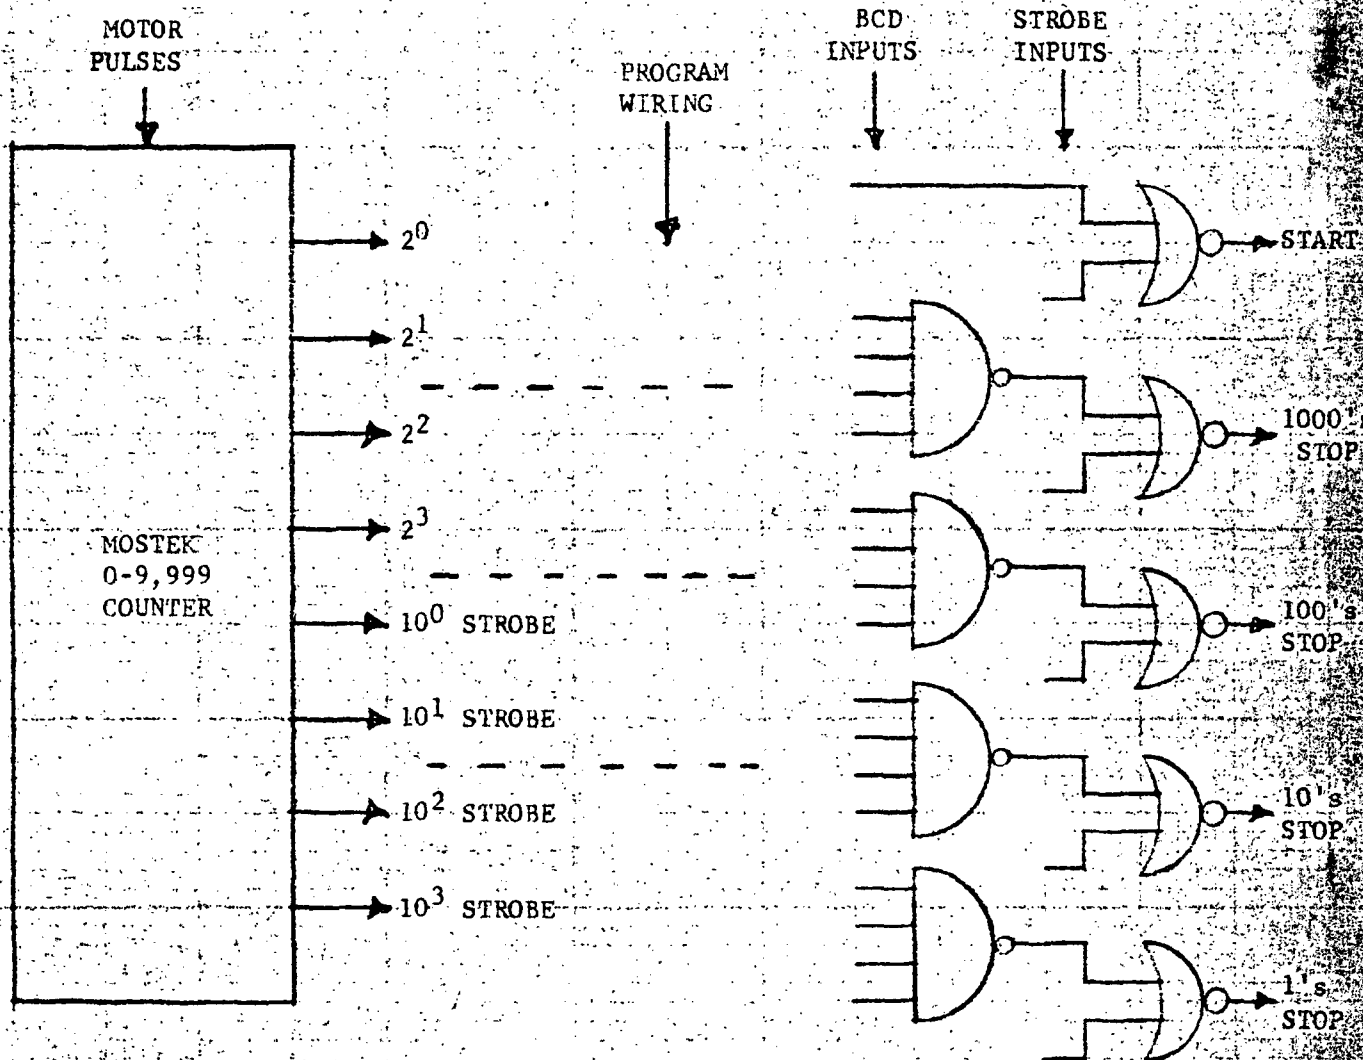 MOTOR
PULSES
PROGRAM
WIRING
BCD
INPUTS
STROBE
INPUTS
MOSTEK
0-9,999
COUNTER
2⁰
2¹
2²
2³
10⁰ STROBE
10¹ STROBE
10² STROBE
10³ STROBE
START
1000'
STOP
100's
STOP
10's
STOP
1's
STOP